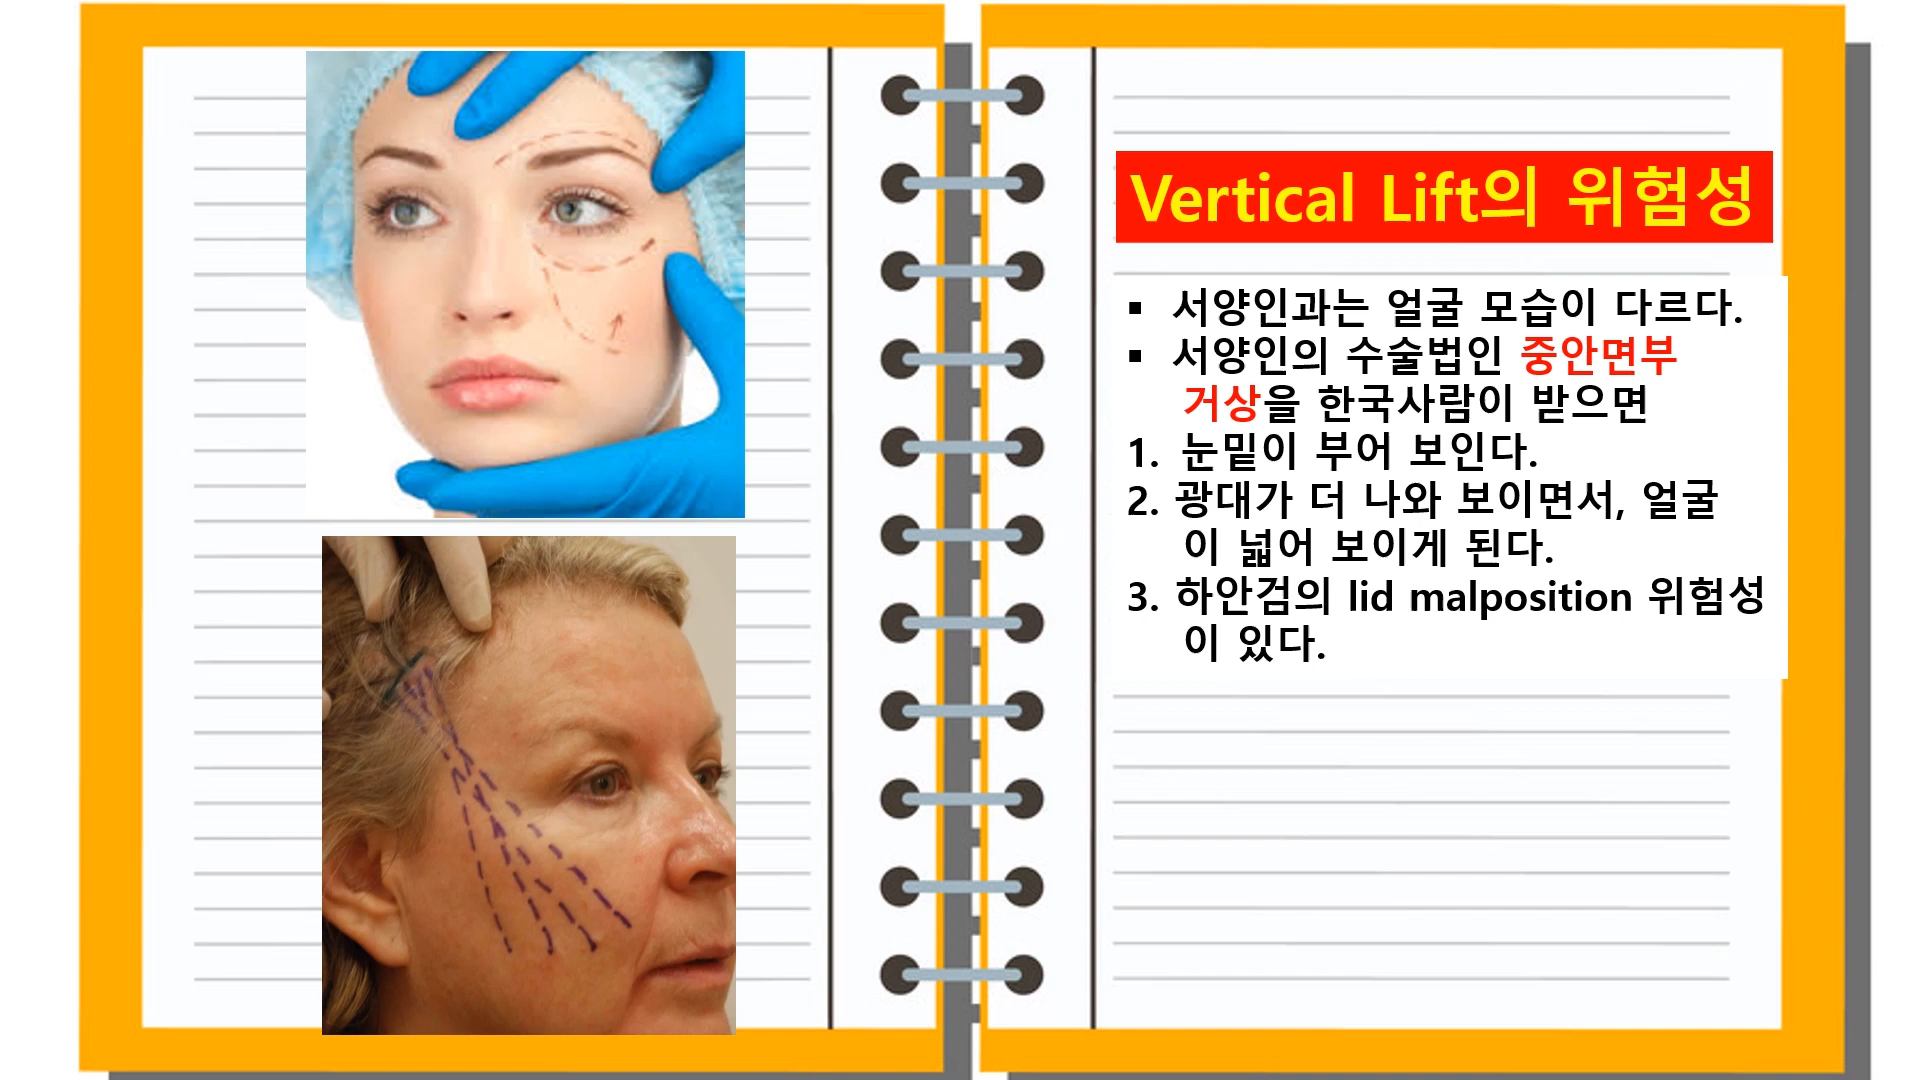 Vertical Lift의 위험성
▪ 서양인과는 얼굴 모습이 다르다.
▪ 서양인의 수술법인 중안면부
거상을 한국사람이 받으면
1. 눈밑이 부어 보인다.
2. 광대가 더 나와 보이면서, 얼굴
이 넓어 보이게 된다.
3. 하안검의 lid malposition 위험성
이 있다.